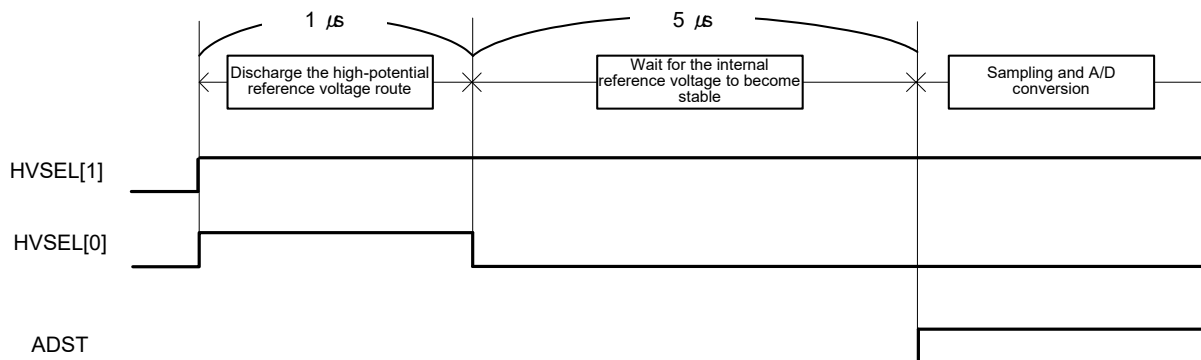 1 μs
5 μs
Discharge the high-potential
reference voltage route
Wait for the internal
reference voltage to become
stable
Sampling and A/D
conversion
HVSEL[1]
HVSEL[0]
ADST